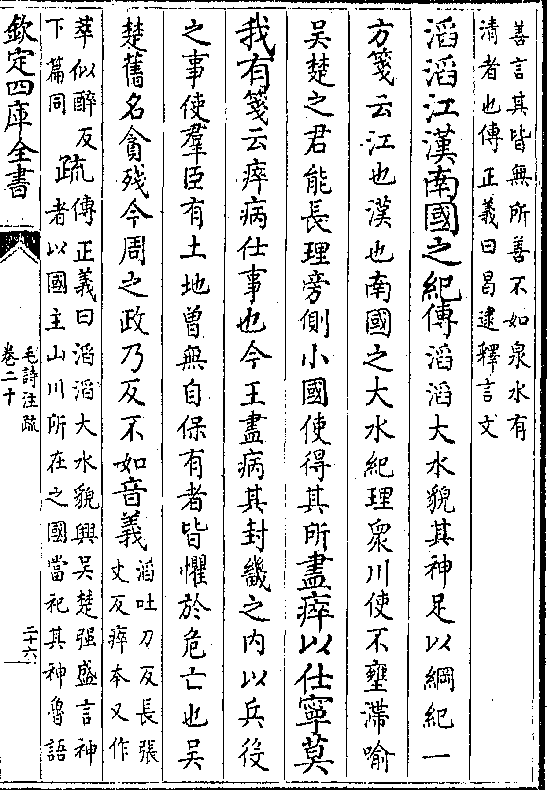 善言其皆無所善不如泉水有
清者也傳正義曰曷逮釋言文
滔滔江漢南國之紀傳滔滔大水貌其神足以綱紀一
方箋云江也漢也南國之大水紀理衆川使不壅滯喻
吳楚之君能長理旁側小國使得其所盡瘁以仕寧莫
我有箋云瘁病仕事也今王盡病其封畿之內以兵役
之事使羣臣有土地曾無自保有者皆懼於危亡也吳
楚舊名貪残今周之政乃反不如音義
滔吐刀反長張
丈反瘁本又作
萃似醉反
下篇同
疏
傳正義曰滔滔大水貌興吳楚强盛言神
者以國主山川所在之國當祀其神魯語
欽定四庫全書
毛詩注疏
卷二十
二十六